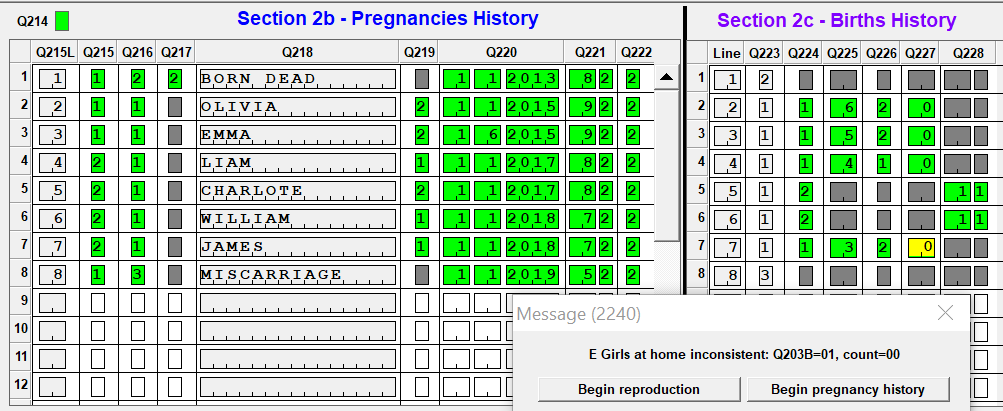 Q214 Section 2b - Pregnancies History Section 2c - Births History
Q215L Q215 Q216 Q217 Q218 Q219 Q220 Q221 Q222 Line Q223 Q224 Q225 Q226 Q227 Q228
1 1 1 2 2 BORN DEAD 1 1 2013 8 2 2 1 1 2
2 2 1 1 OLIVIA 2 1 1 2015 9 2 2 2 2 1 1 6 2 0
3 3 1 1 EMMA 2 1 6 2015 9 2 2 3 3 1 1 5 2 0
4 4 2 1 LIAM 1 1 1 2017 8 2 2 4 4 1 1 4 1 0
5 5 2 1 CHARLOTE 2 1 1 2017 8 2 2 5 5 1 2 1 1
6 6 2 1 WILLIAM 1 1 1 2018 7 2 2 6 6 1 2 1 1
7 7 2 1 JAMES 1 1 1 2018 7 2 2 7 7 1 1 3 2 0
8 8 1 3 MISCARRIAGE 1 1 2019 5 2 2 8 8 3
9
10
11
12
Message (2240)
E Girls at home inconsistent: Q203B=01, count=00
Begin reproduction Begin pregnancy history